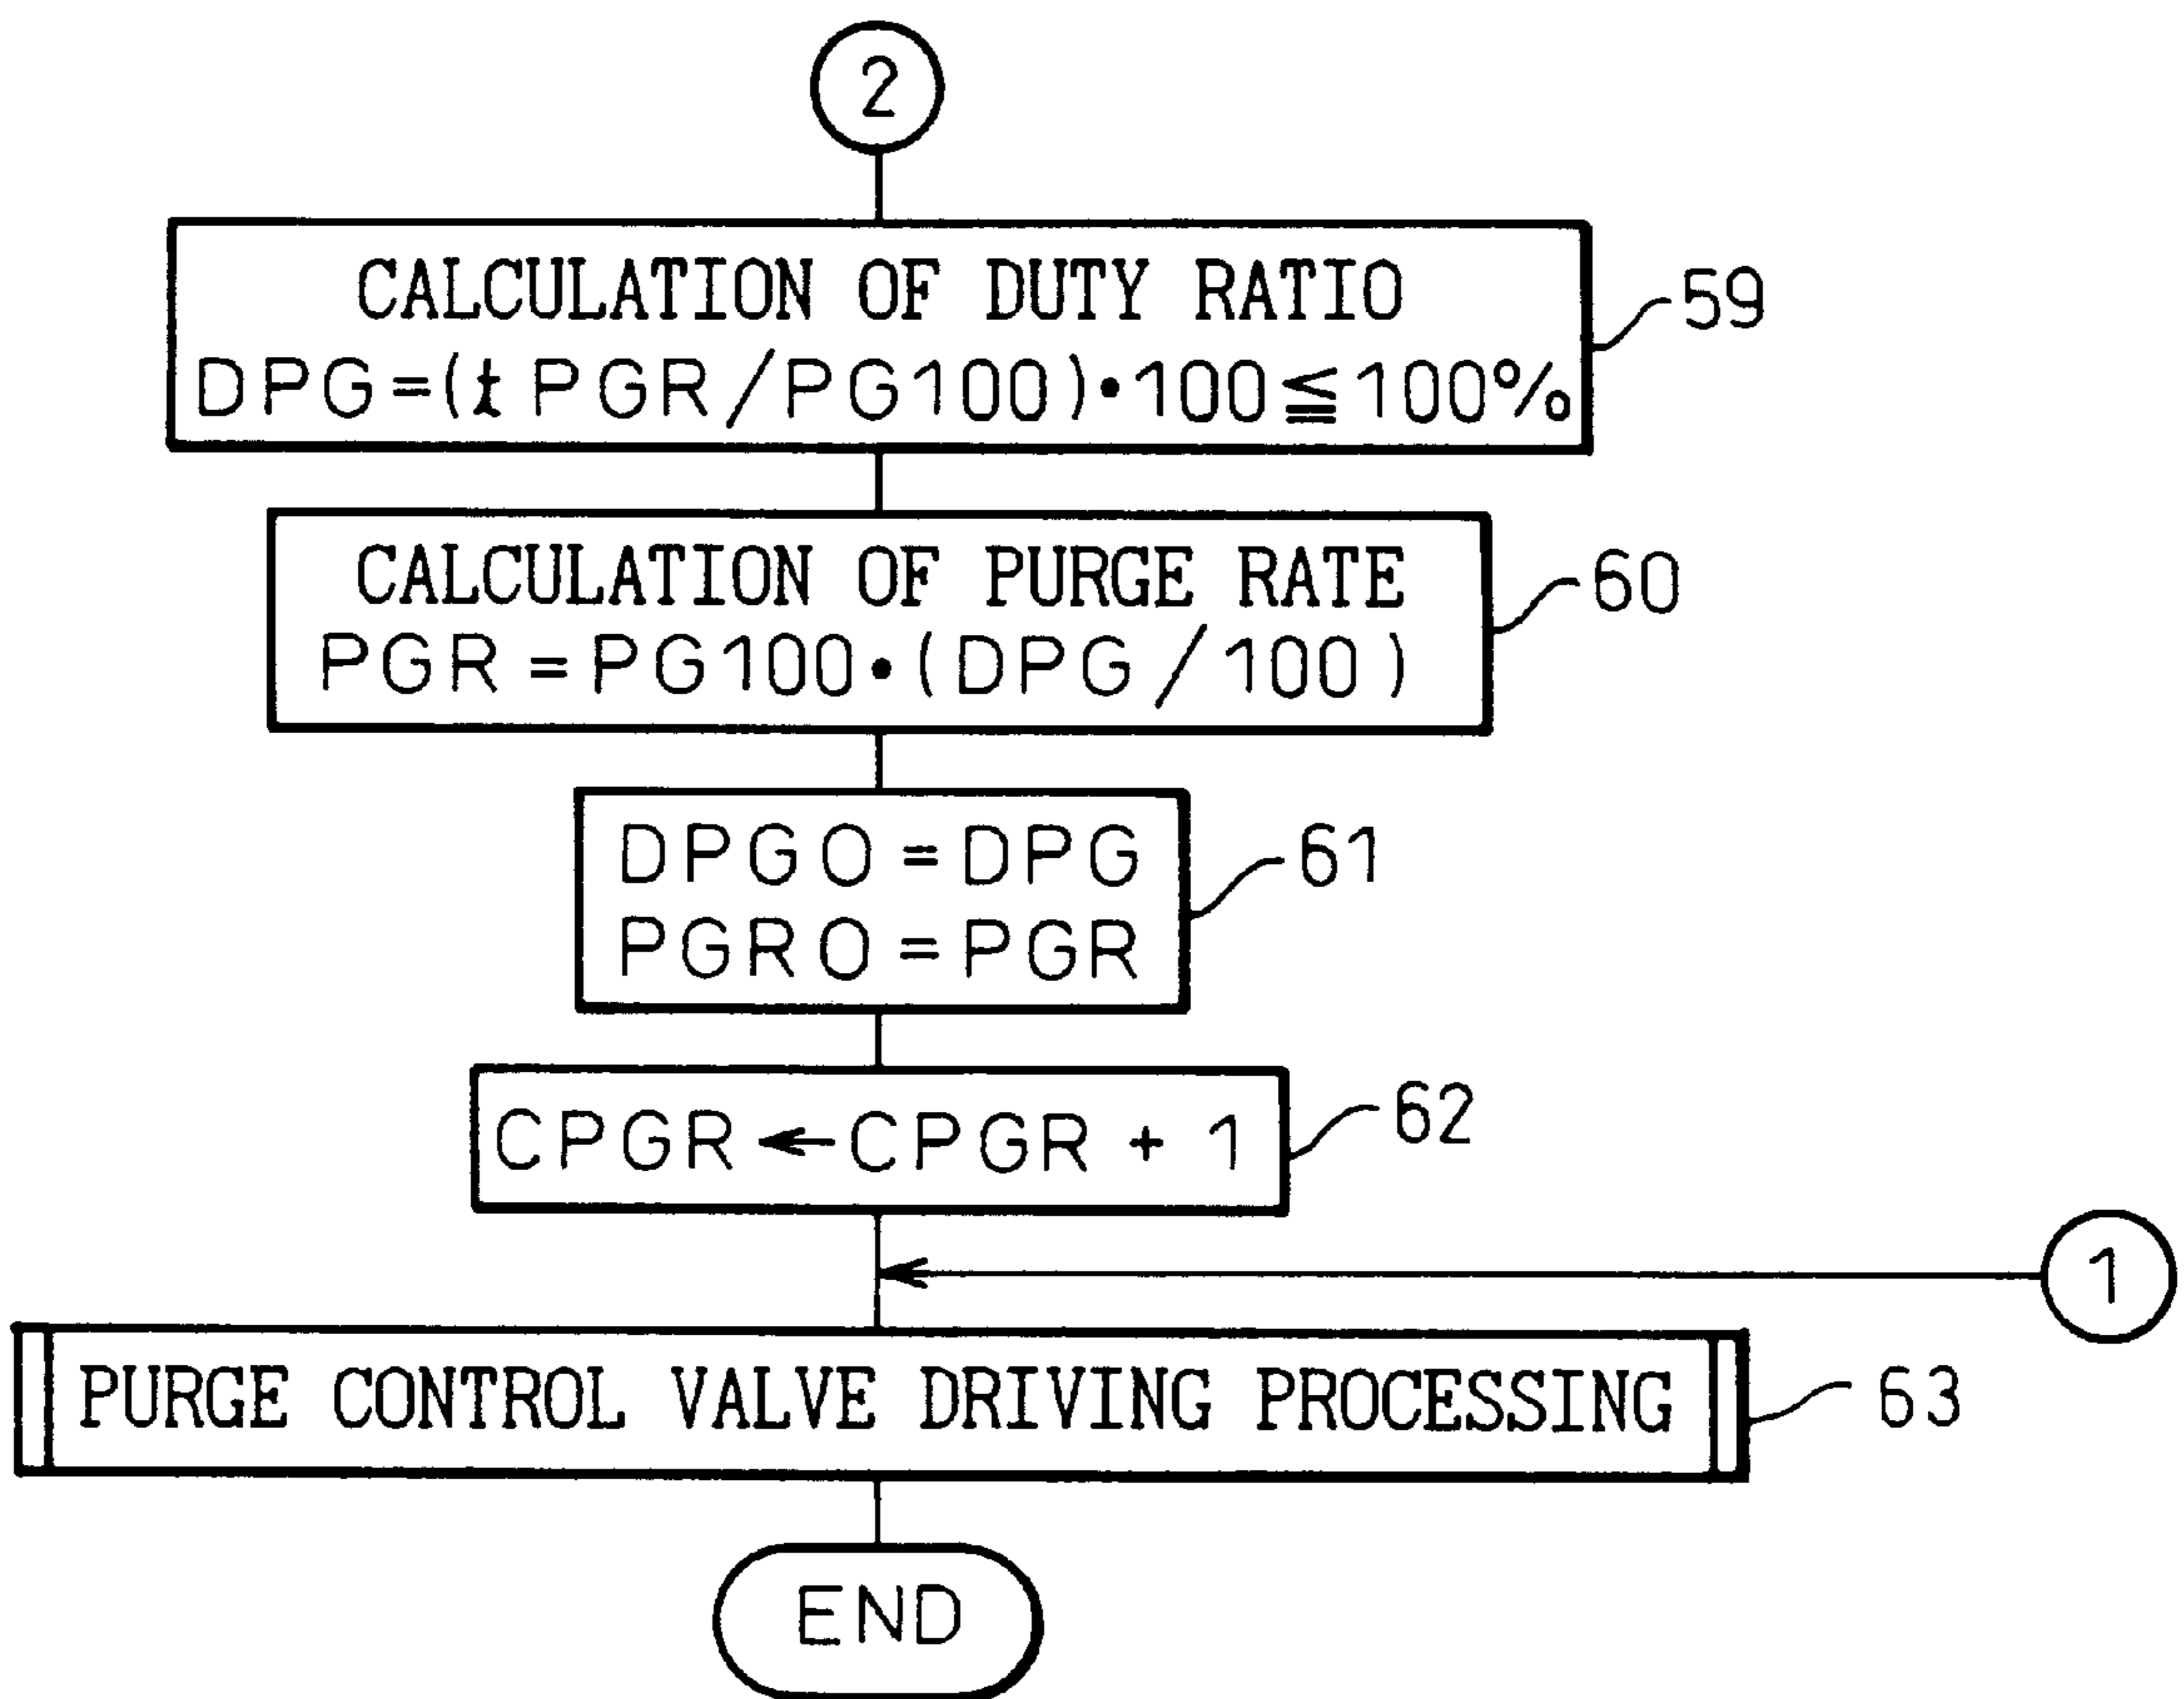 2
CALCULATION OF DUTY RATIO
DPG=(tPGR/PG100)•100≦100%
59
CALCULATION OF PURGE RATE
PGR=PG100•(DPG/100)
60
DPGO=DPG
PGRO=PGR
61
CPGR←CPGR+1
62
1
PURGE CONTROL VALVE DRIVING PROCESSING
63
END